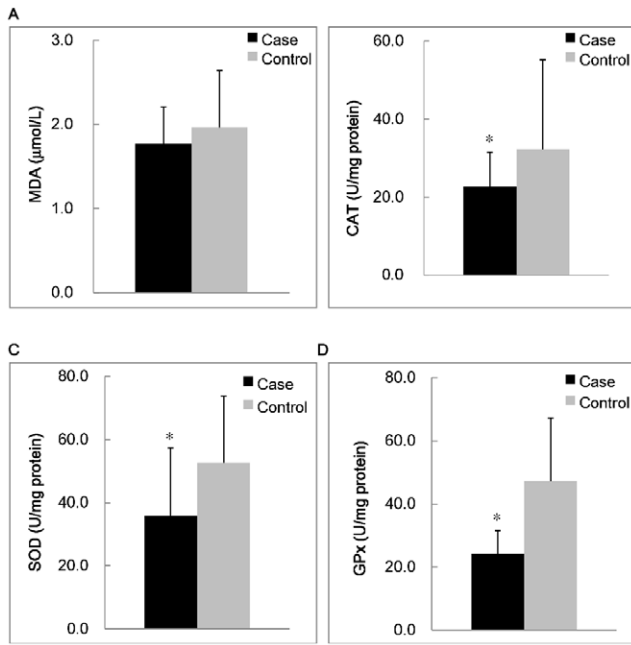 A
3.0
2.0
1.0
0.0
MDA (μmol/L)
Case
Control
60.0
40.0
20.0
0.0
CAT (U/mg protein)
*
Case
Control
C
80.0
60.0
40.0
20.0
0.0
SOD (U/mg protein)
*
Case
Control
D
80.0
60.0
40.0
20.0
0.0
GPx (U/mg protein)
*
Case
Control